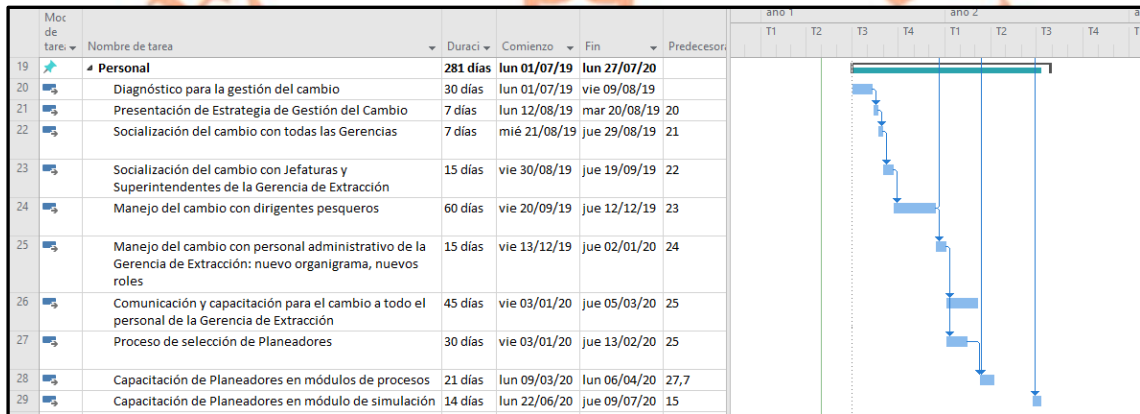 año 1 año 2
Moc
de
tarea Nombre de tarea Duraci Comienzo Fin Predecesora T1 T2 T3 T4 T1 T2 T3 T4
19 Personal 281 días lun 01/07/19 lun 27/07/20
20 Diagnóstico para la gestión del cambio 30 días lun 01/07/19 vie 09/08/19
21 Presentación de Estrategia de Gestión del Cambio 7 días lun 12/08/19 mar 20/08/19 20
22 Socialización del cambio con todas las Gerencias 7 días mié 21/08/19 jue 29/08/19 21
23 Socialización del cambio con Jefaturas y 15 días vie 30/08/19 jue 19/09/19 22
Superintendentes de la Gerencia de Extracción
24 Manejo del cambio con dirigentes pesqueros 60 días vie 20/09/19 jue 12/12/19 23
25 Manejo del cambio con personal administrativo de la 15 días vie 13/12/19 jue 02/01/20 24
Gerencia de Extracción: nuevo organigrama, nuevos
roles
26 Comunicación y capacitación para el cambio a todo el 45 días vie 03/01/20 jue 05/03/20 25
personal de la Gerencia de Extracción
27 Proceso de selección de Planeadores 30 días vie 03/01/20 jue 13/02/20 25
28 Capacitación de Planeadores en módulos de procesos 21 días lun 09/03/20 lun 06/04/20 27,7
29 Capacitación de Planeadores en módulo de simulación 14 días lun 22/06/20 jue 09/07/20 15